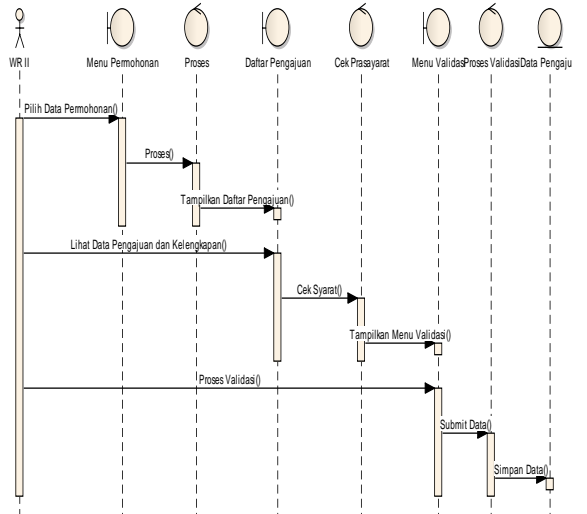 WR II
Menu Permohonan
Proses
Daftar Pengajuan
Cek Prasayarat
Menu Validasi
Proses Validasi
Data Pengaju
Pilih Data Permohonan()
Proses()
Tampilkan Daftar Pengajuan()
Lihat Data Pengajuan dan Kelengkapan()
Cek Syarat()
Tampilkan Menu Validasi()
Proses Validasi()
Submit Data()
Simpan Data()